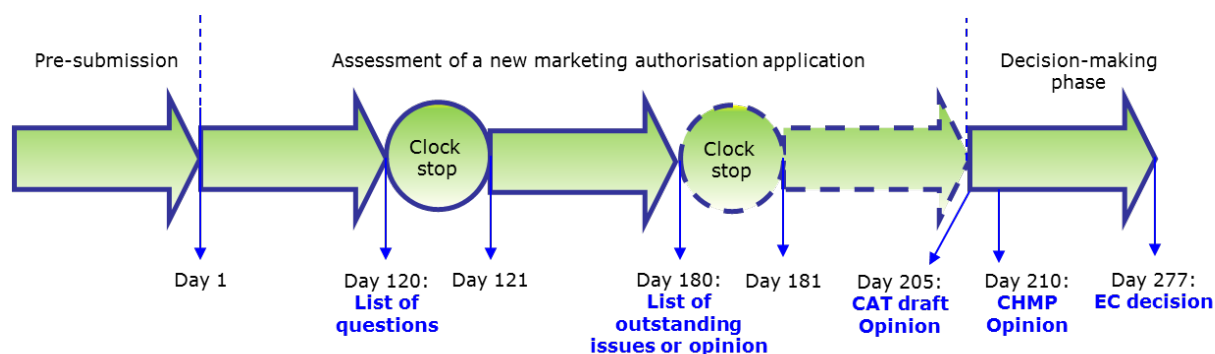 Pre-submission
Assessment of a new marketing authorisation application
Decision-making
phase
Clock
stop
Clock
stop
Day 1
Day 120:
List of
questions
Day 121
Day 180:
List of
outstanding
issues or opinion
Day 181
Day 205:
CAT draft
Opinion
Day 210:
CHMP
Opinion
Day 277:
EC decision